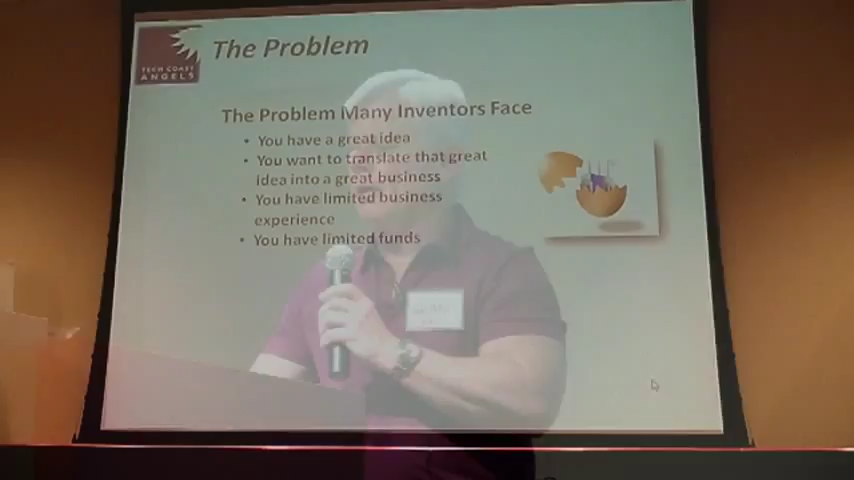 The Problem
TECH COAST
ANGELS
The Problem Many Inventors Face
• You have a great idea
• You want to translate that great
idea into a great business
• You have limited business
experience
• You have limited funds